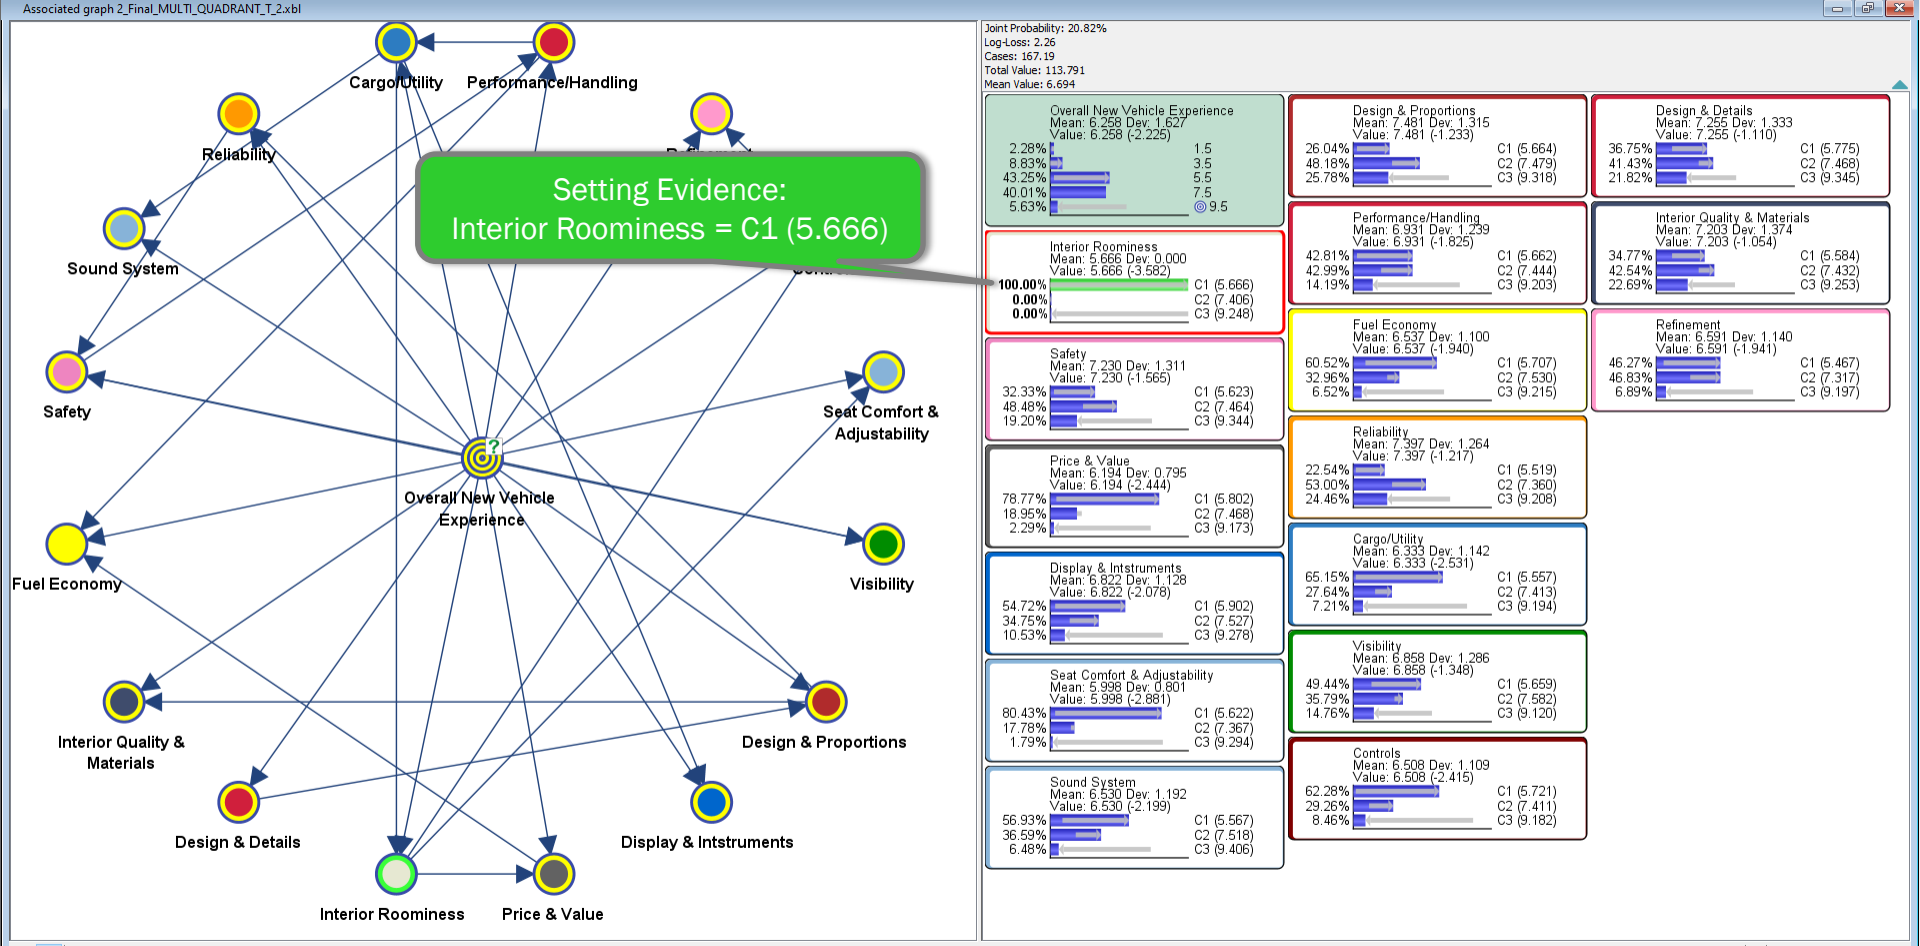 Associated graph 2_Final_MULTI_QUADRANT_T_2.xbl
Cargo/Utility
Performance/Handling
Reliability
Sound System
Safety
Seat Comfort &
Adjustability
Overall New Vehicle
Experience
Fuel Economy
Visibility
Interior Quality &
Materials
Design & Proportions
Design & Details
Display & Intstruments
Interior Roominess
Price & Value
Setting Evidence:
Interior Roominess = C1 (5.666)
Joint Probability: 20.82%
Log-Loss: 2.26
Cases: 167.19
Total Value: 113.791
Mean Value: 6.694
Overall New Vehicle Experience
Mean: 6.258 Dev: 1.627
Value: 6.258 (-2.225)
2.28% 1.5
8.83% 3.5
43.25% 5.5
40.01% 7.5
5.63% 9.5
Interior Roominess
Mean: 5.666 Dev: 0.000
Value: 5.666 (-3.582)
100.00% C1 (5.666)
0.00% C2 (7.406)
0.00% C3 (9.248)
Safety
Mean: 7.230 Dev: 1.311
Value: 7.230 (-1.565)
32.33% C1 (5.623)
48.48% C2 (7.464)
19.20% C3 (9.344)
Price & Value
Mean: 6.194 Dev: 0.795
Value: 6.194 (-2.444)
78.77% C1 (5.802)
18.95% C2 (7.468)
2.29% C3 (9.173)
Display & Intstruments
Mean: 6.822 Dev: 1.128
Value: 6.822 (-2.078)
54.72% C1 (5.902)
34.75% C2 (7.527)
10.53% C3 (9.278)
Seat Comfort & Adjustability
Mean: 5.998 Dev: 0.801
Value: 5.998 (-2.881)
80.43% C1 (5.622)
17.78% C2 (7.367)
1.79% C3 (9.294)
Sound System
Mean: 6.530 Dev: 1.192
Value: 6.530 (-2.199)
56.93% C1 (5.567)
36.59% C2 (7.518)
6.48% C3 (9.406)
Design & Proportions
Mean: 7.481 Dev: 1.315
Value: 7.481 (-1.233)
26.04% C1 (5.664)
48.18% C2 (7.479)
25.78% C3 (9.318)
Performance/Handling
Mean: 6.931 Dev: 1.239
Value: 6.931 (-1.825)
42.81% C1 (5.662)
42.99% C2 (7.444)
14.19% C3 (9.203)
Fuel Economy
Mean: 6.537 Dev: 1.100
Value: 6.537 (-1.940)
60.52% C1 (5.707)
32.96% C2 (7.530)
6.52% C3 (9.215)
Reliability
Mean: 7.397 Dev: 1.264
Value: 7.397 (-1.217)
22.54% C1 (5.519)
53.00% C2 (7.360)
24.46% C3 (9.208)
Cargo/Utility
Mean: 6.333 Dev: 1.142
Value: 6.333 (-2.531)
65.15% C1 (5.557)
27.64% C2 (7.413)
7.21% C3 (9.194)
Visibility
Mean: 6.858 Dev: 1.286
Value: 6.858 (-1.348)
49.44% C1 (5.659)
35.79% C2 (7.582)
14.76% C3 (9.120)
Controls
Mean: 6.508 Dev: 1.109
Value: 6.508 (-2.415)
62.28% C1 (5.721)
29.26% C2 (7.411)
8.46% C3 (9.182)
Design & Details
Mean: 7.255 Dev: 1.333
Value: 7.255 (-1.110)
36.75% C1 (5.775)
41.43% C2 (7.468)
21.82% C3 (9.345)
Interior Quality & Materials
Mean: 7.203 Dev: 1.374
Value: 7.203 (-1.054)
34.77% C1 (5.584)
42.54% C2 (7.432)
22.69% C3 (9.253)
Refinement
Mean: 6.591 Dev: 1.140
Value: 6.591 (-1.941)
46.27% C1 (5.467)
46.83% C2 (7.317)
6.89% C3 (9.197)